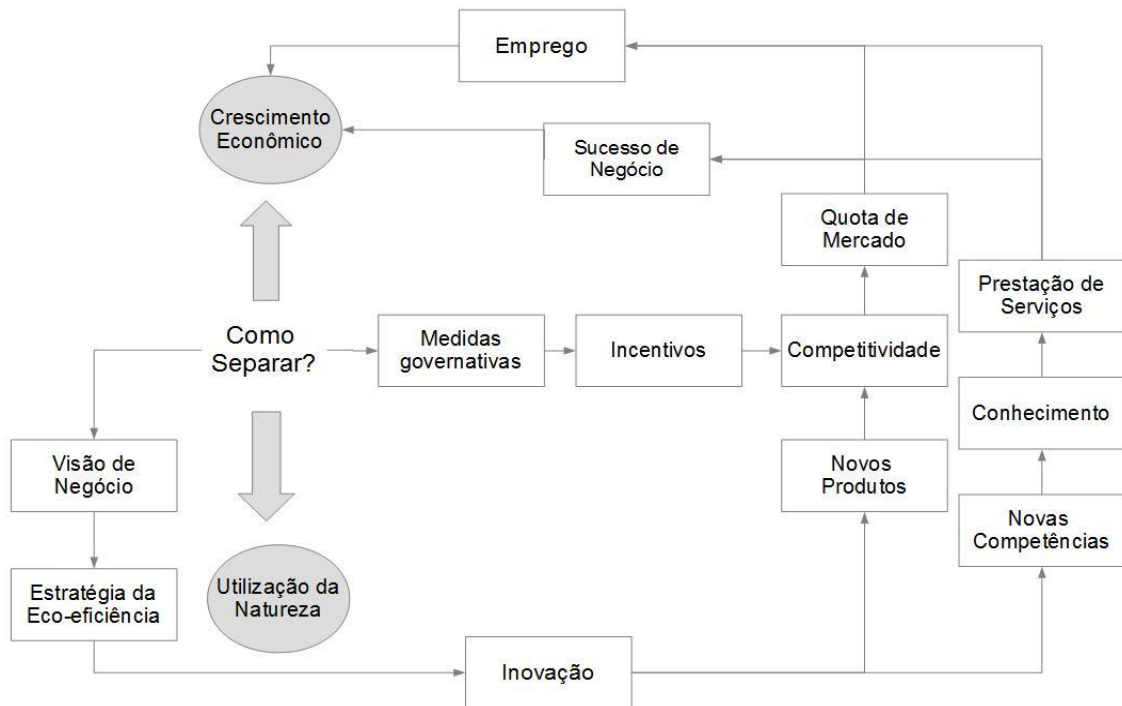 Emprego
Crescimento
Econômico
Sucesso de
Negócio
Quota de
Mercado
Prestação de
Serviços
Como
Separar?
Medidas
governativas
Incentivos
Competitividade
Conhecimento
Visão de
Negócio
Novos
Produtos
Novas
Competências
Estratégia da
Eco-eficiência
Utilização da
Natureza
Inovação